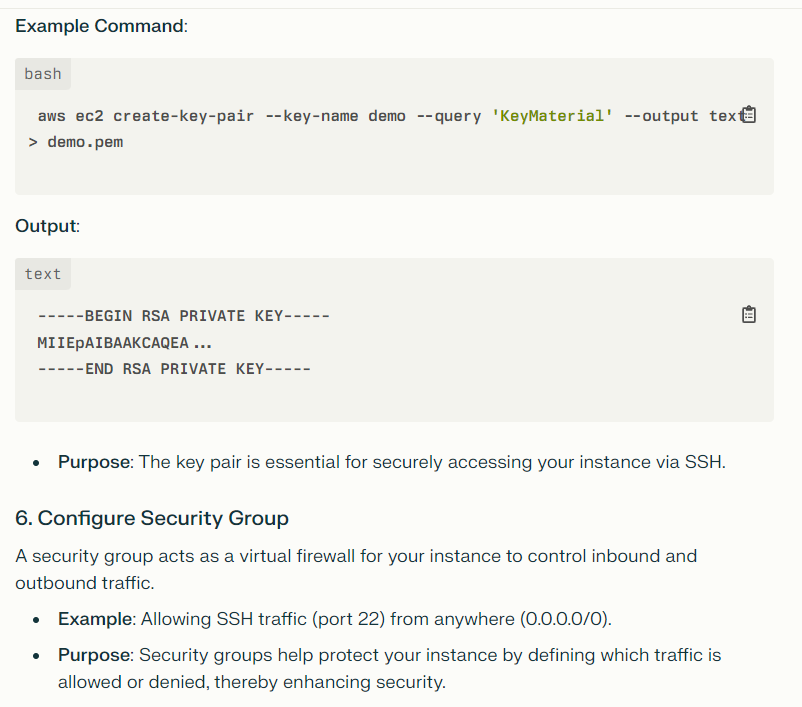 Example Command:
bash
aws ec2 create-key-pair --key-name demo --query 'KeyMaterial' --output text
> demo.pem
Output:
text
-----BEGIN RSA PRIVATE KEY-----
MIIEpAIBAAKCAQEA...
-----END RSA PRIVATE KEY-----
• Purpose: The key pair is essential for securely accessing your instance via SSH.
6. Configure Security Group
A security group acts as a virtual firewall for your instance to control inbound and
outbound traffic.
• Example: Allowing SSH traffic (port 22) from anywhere (0.0.0.0/0).
• Purpose: Security groups help protect your instance by defining which traffic is
allowed or denied, thereby enhancing security.